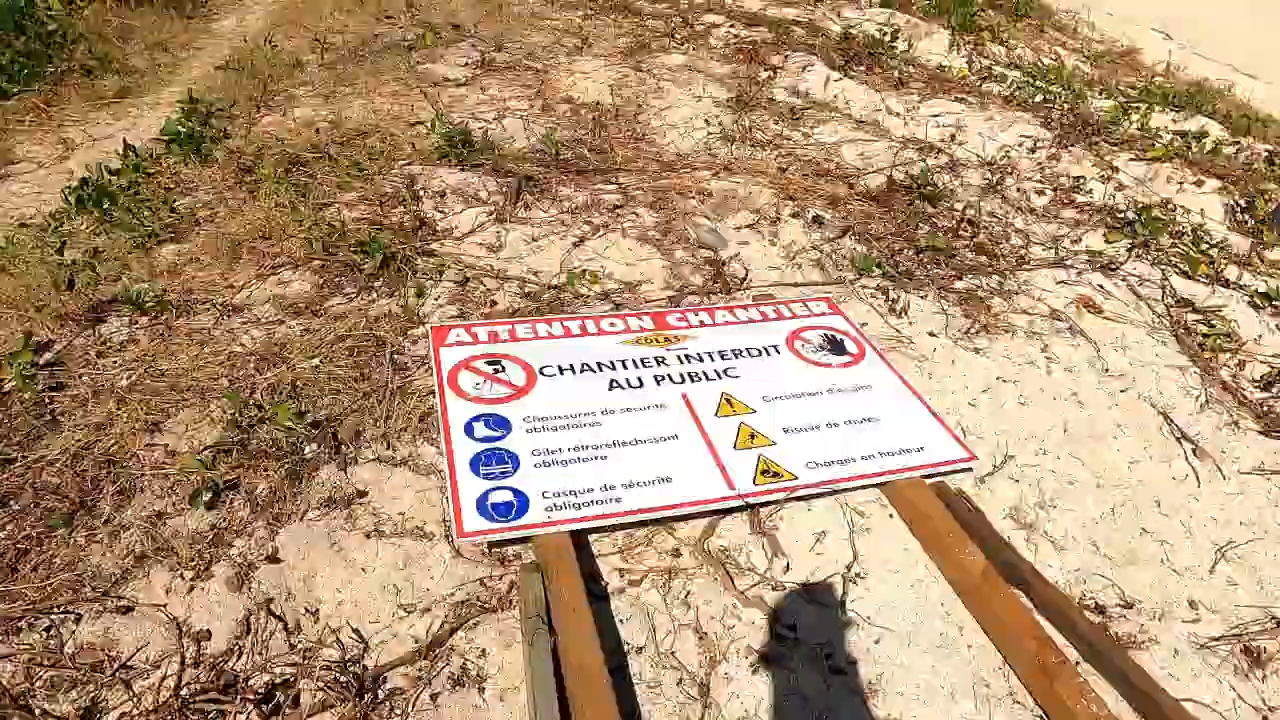 ATTENTION CHANTIER
COLAS
CHANTIER INTERDIT
AU PUBLIC
Chaussures de sécurité
obligatoires
Gilet rétroréfléchissant
obligatoire
Casque de sécurité
obligatoire
Circulation d'engins
Risque de chutes
Charges en hauteur